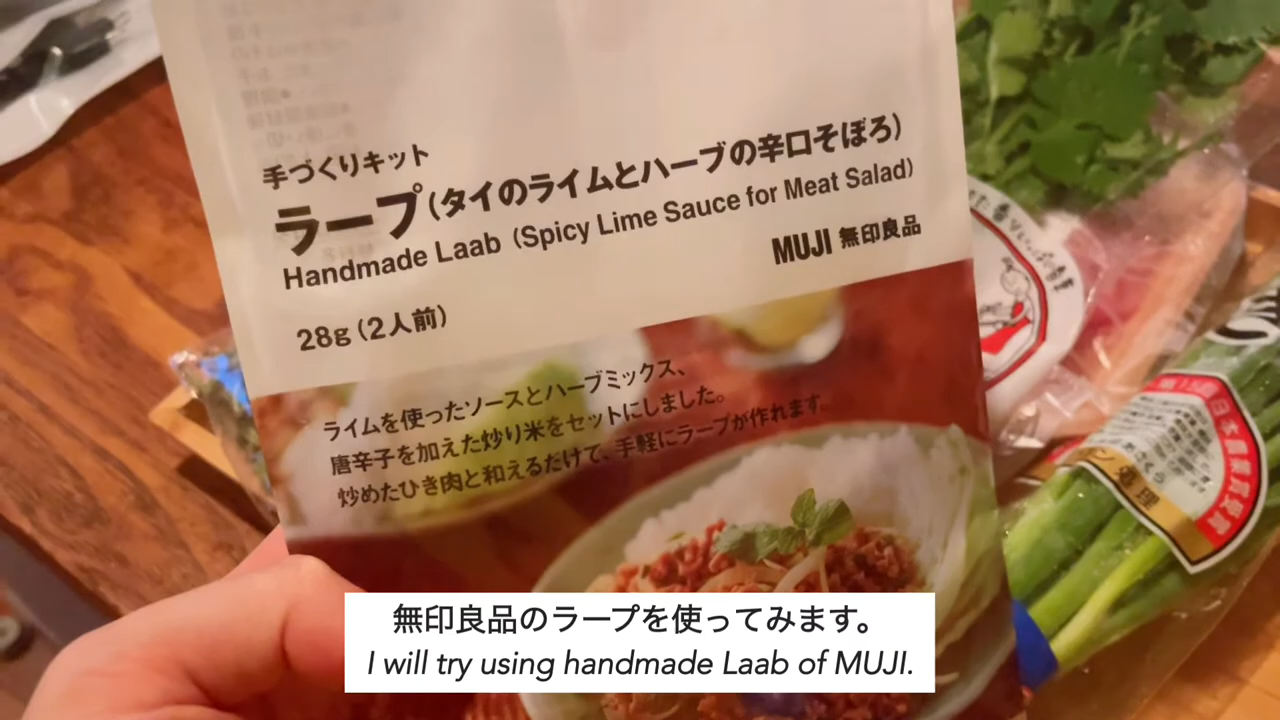 手づくりキット
ラープ(タイのライムとハーブの辛口そぼろ)
Handmade Laab (Spicy Lime Sauce for Meat Salad)
MUJI 無印良品
28g(2人前)
ライムを使ったソースとハーブミックス、
唐辛子を加えた炒り米をセットにしました。
炒めたひき肉と和えるだけで、手軽にラープが作れます。
処理
無印良品のラープを使ってみます。
I will try using handmade Laab of MUJI.